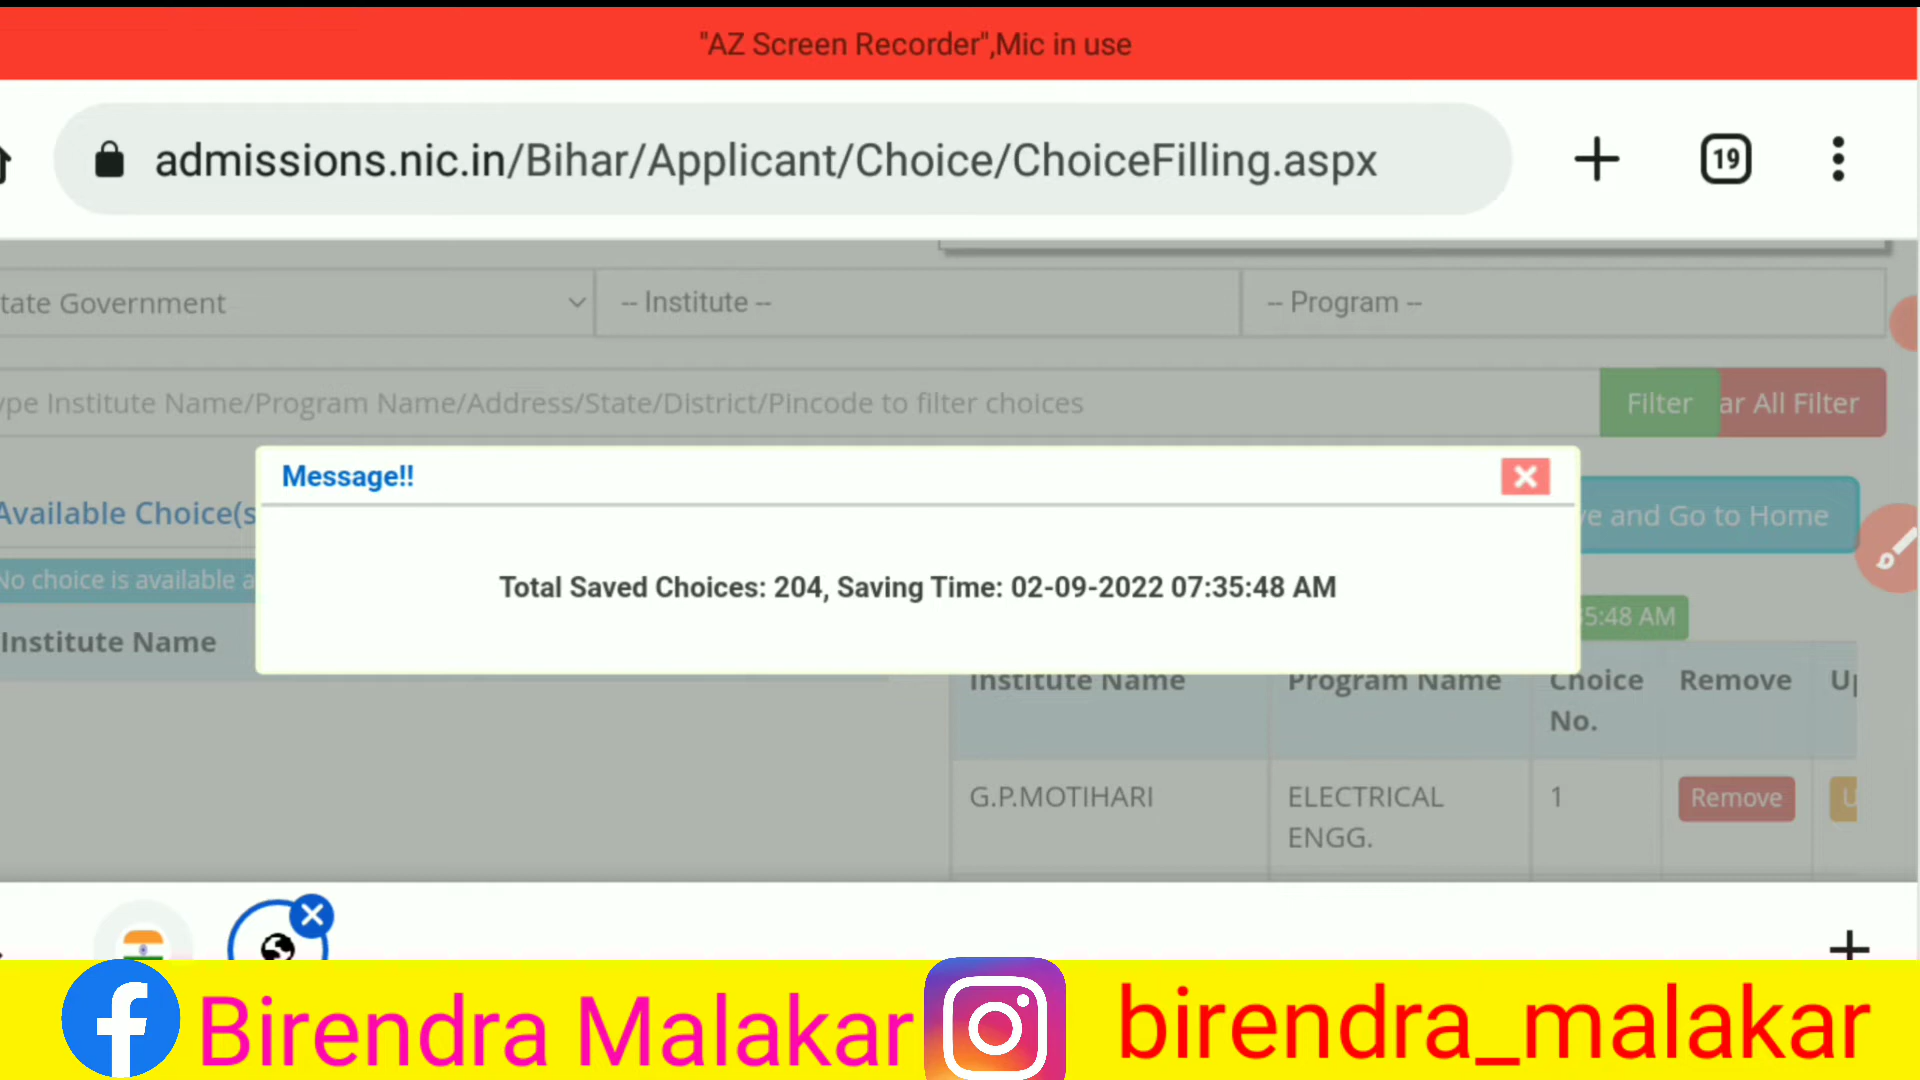 "AZ Screen Recorder",Mic in use
admissions.nic.in/Bihar/Applicant/Choice/ChoiceFilling.aspx
19
tate Government
-- Institute --
-- Program --
ype Institute Name/Program Name/Address/State/District/Pincode to filter choices
Filter
ar All Filter
Message!!
Available Choice(s
ve and Go to Home
No choice is available a
Total Saved Choices: 204, Saving Time: 02-09-2022 07:35:48 AM
35:48 AM
Institute Name
Institute Name
Program Name
Choice No.
Remove
Up
G.P.MOTIHARI
ELECTRICAL ENGG.
1
Remove
U
Birendra Malakar
birendra_malakar